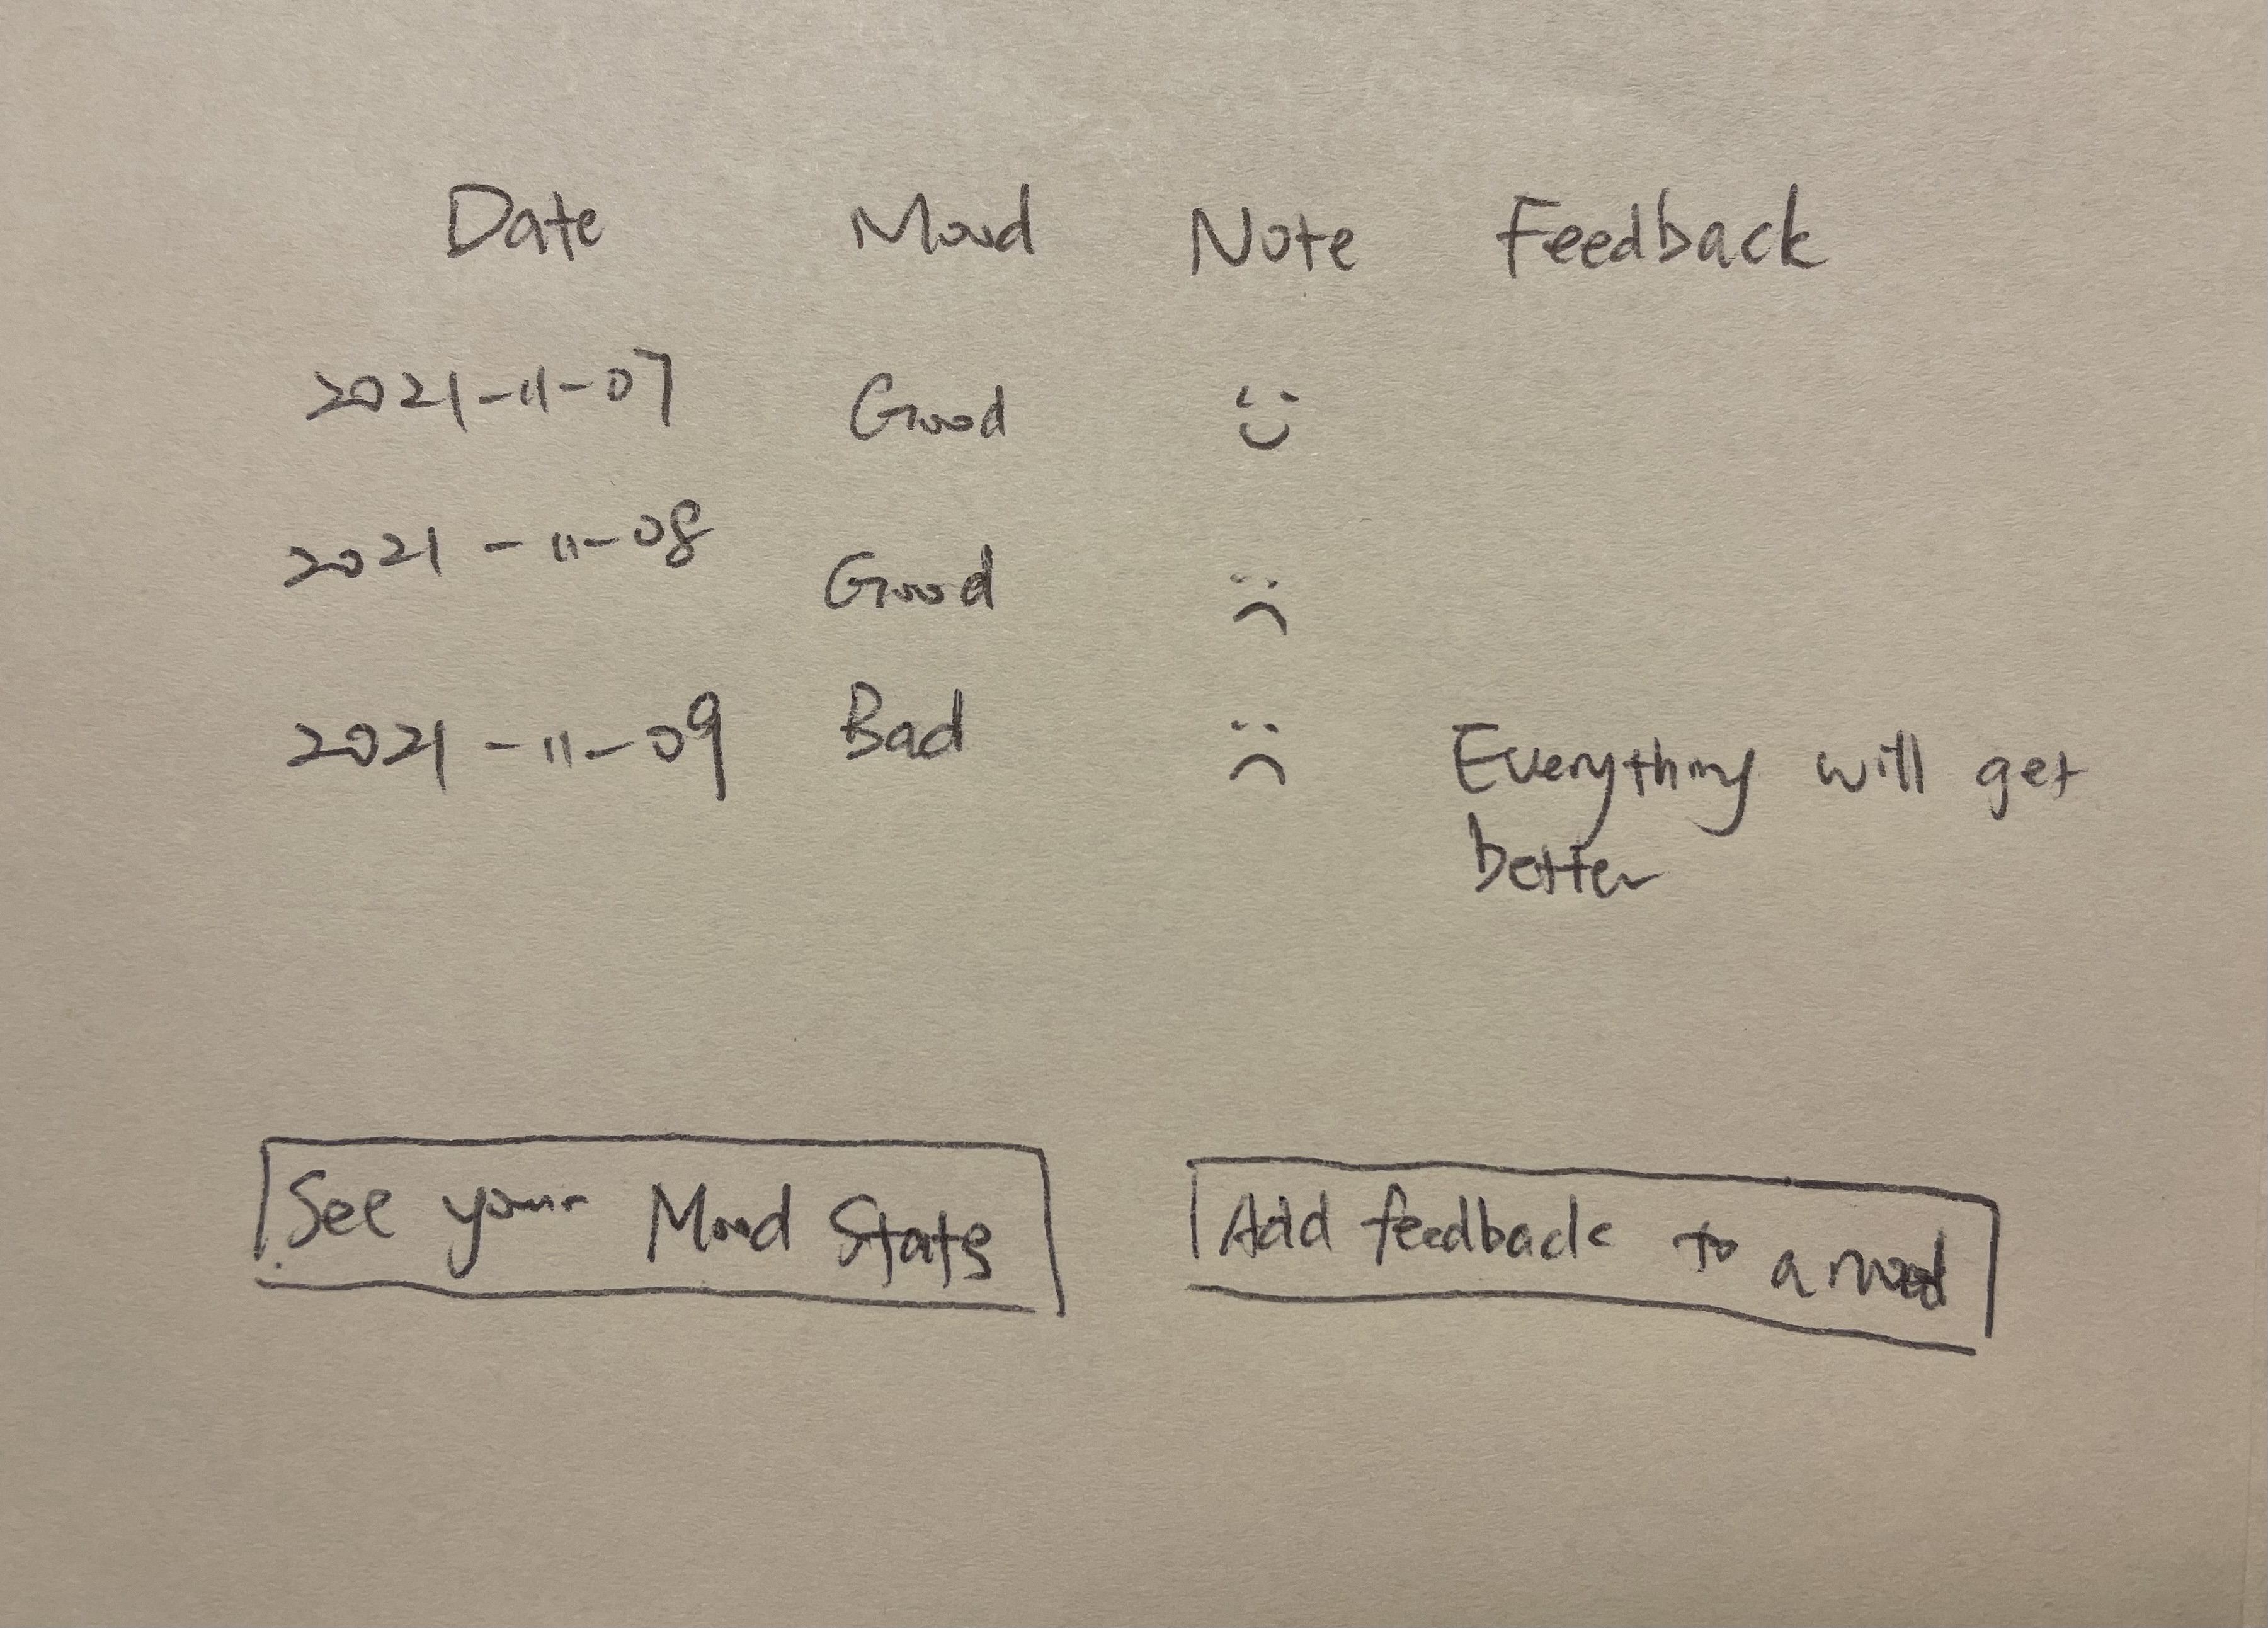 Date Mood Note Feedback
2021-11-07 Good :)
2021-11-08 Good :(
2021-11-09 Bad :( Everything will get
better
See your Mood Stats
Add feedback to a mood